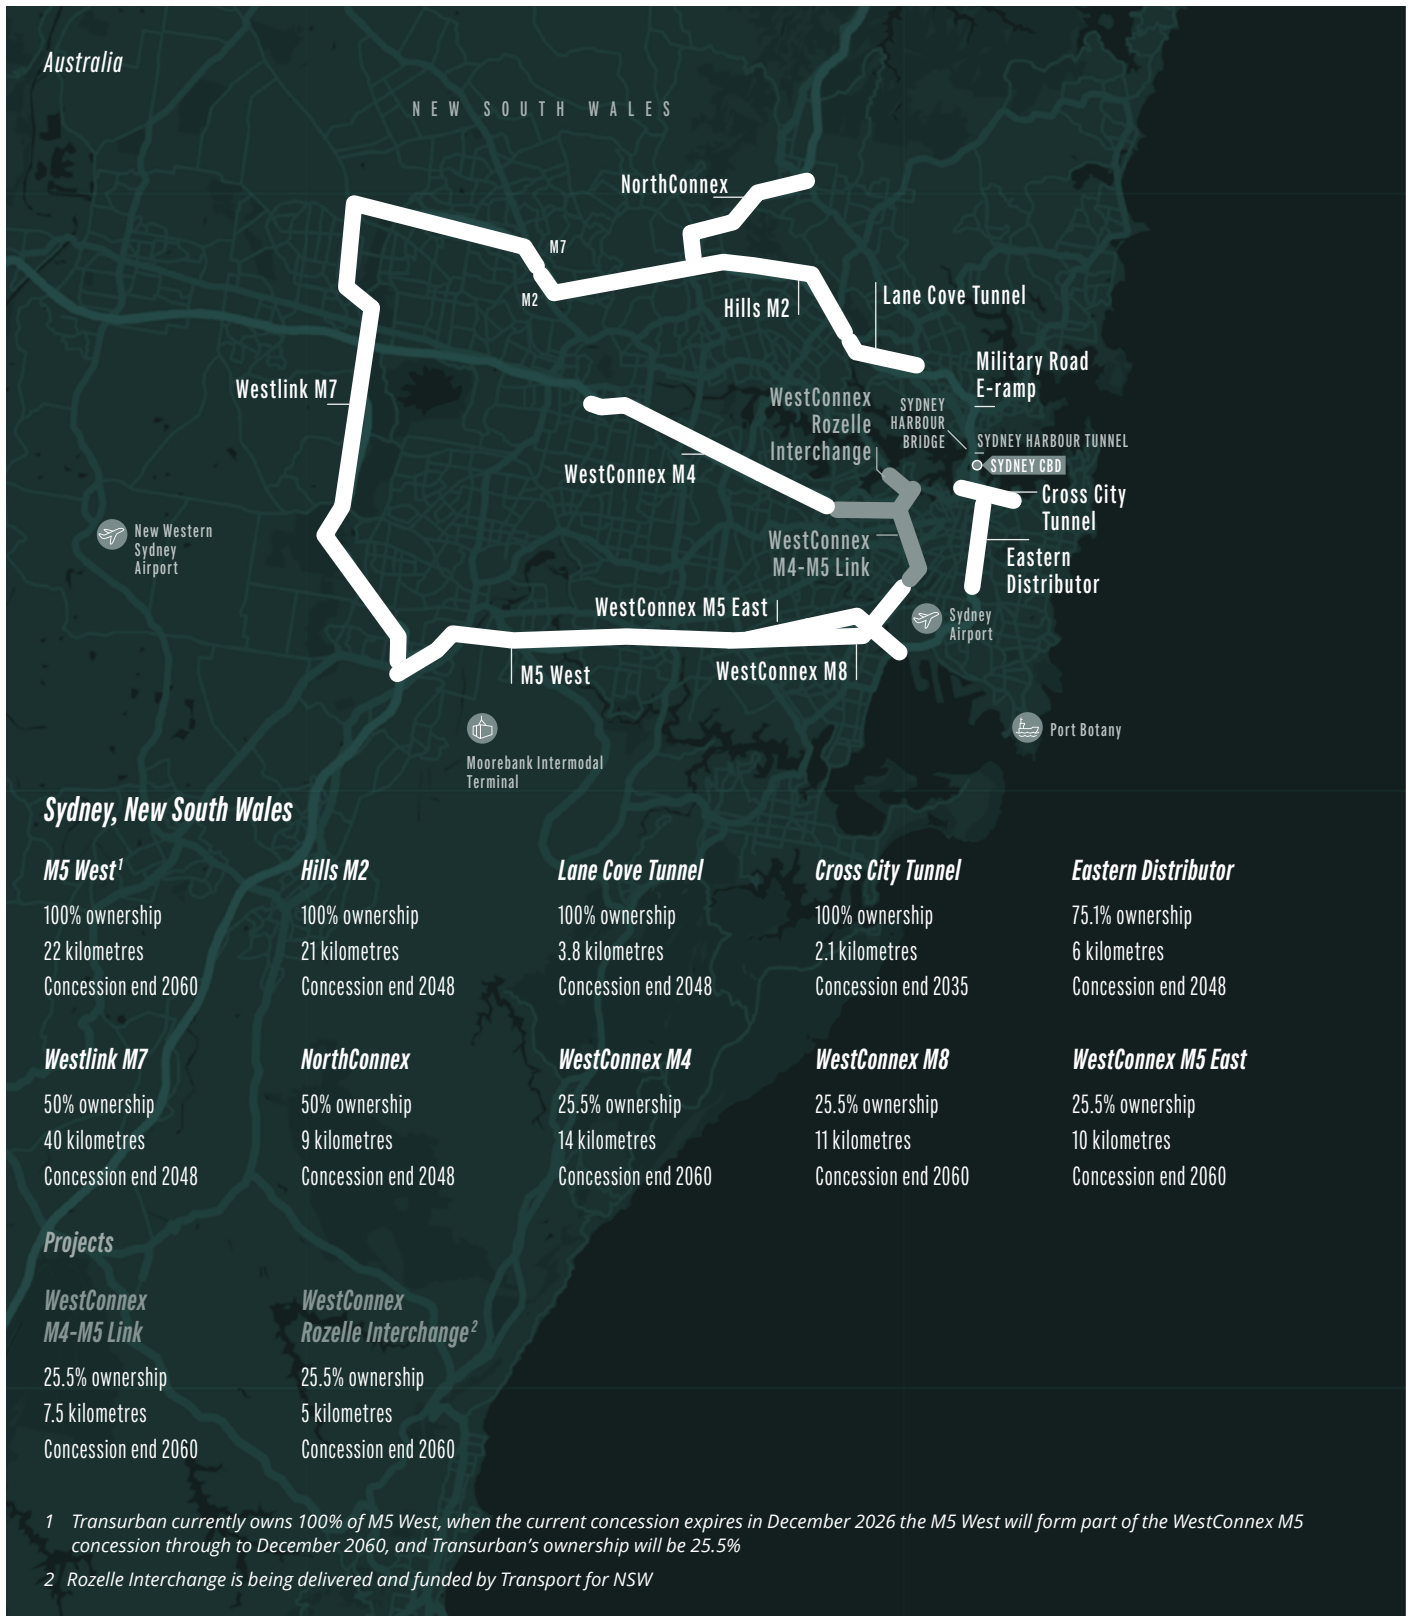 Australia
NEW SOUTH WALES
NorthConnex
M7
M2
Hills M2
Lane Cove Tunnel
Military Road
E-ramp
Westlink M7
WestConnex
Rozelle
Interchange
SYDNEY
HARBOUR
BRIDGE
SYDNEY HARBOUR TUNNEL
SYDNEY CBD
WestConnex M4
Cross City
Tunnel
New Western
Sydney
Airport
WestConnex
M4-M5 Link
Eastern
Distributor
WestConnex M5 East
Sydney
Airport
M5 West
WestConnex M8
Port Botany
Moorebank Intermodal
Terminal
Sydney, New South Wales
M5 West1
100% ownership
22 kilometres
Concession end 2060
Hills M2
100% ownership
21 kilometres
Concession end 2048
Lane Cove Tunnel
100% ownership
3.8 kilometres
Concession end 2048
Cross City Tunnel
100% ownership
2.1 kilometres
Concession end 2035
Eastern Distributor
75.1% ownership
6 kilometres
Concession end 2048
Westlink M7
50% ownership
40 kilometres
Concession end 2048
NorthConnex
50% ownership
9 kilometres
Concession end 2048
WestConnex M4
25.5% ownership
14 kilometres
Concession end 2060
WestConnex M8
25.5% ownership
11 kilometres
Concession end 2060
WestConnex M5 East
25.5% ownership
10 kilometres
Concession end 2060
Projects
WestConnex
M4-M5 Link
25.5% ownership
7.5 kilometres
Concession end 2060
WestConnex
Rozelle Interchange2
25.5% ownership
5 kilometres
Concession end 2060
1 Transurban currently owns 100% of M5 West, when the current concession expires in December 2026 the M5 West will form part of the WestConnex M5
concession through to December 2060, and Transurban's ownership will be 25.5%
2 Rozelle Interchange is being delivered and funded by Transport for NSW